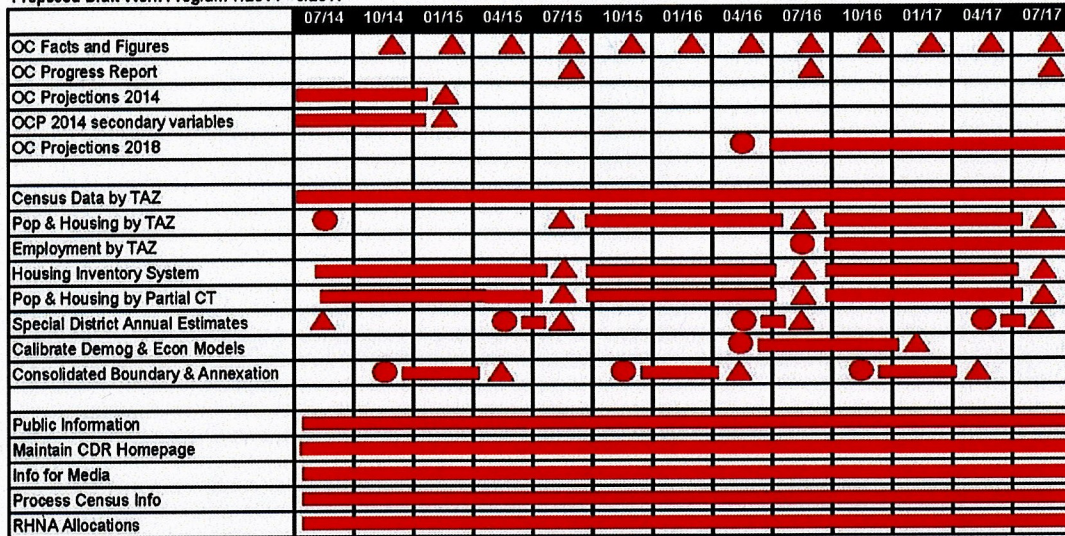 07/14 10/14 01/15 04/15 07/15 10/15 01/16 04/16 07/16 10/16 01/17 04/17 07/17
OC Facts and Figures
OC Progress Report
OC Projections 2014
OCP 2014 secondary variables
OC Projections 2018
Census Data by TAZ
Pop & Housing by TAZ
Employment by TAZ
Housing Inventory System
Pop & Housing by Partial CT
Special District Annual Estimates
Calibrate Demog & Econ Models
Consolidated Boundary & Annexation
Public Information
Maintain CDR Homepage
Info for Media
Process Census Info
RHNA Allocations